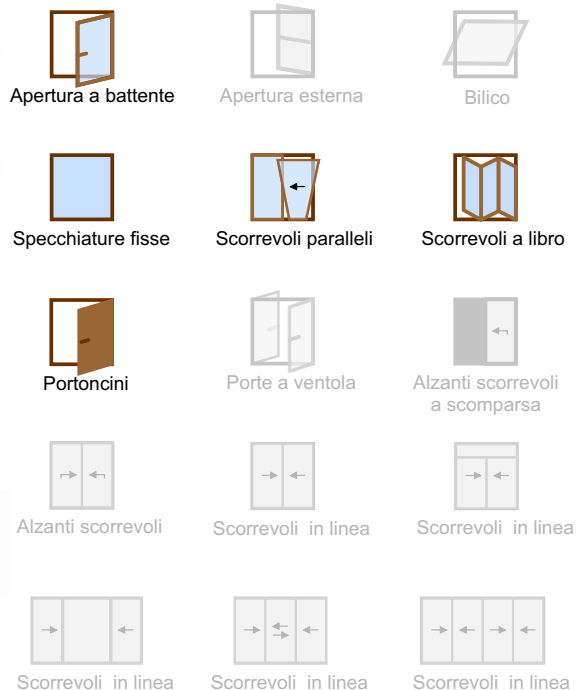 Apertura a battente
Apertura esterna
Bilico
Specchiature fisse
Scorrevoli paralleli
Scorrevoli a libro
Portoncini
Porte a ventola
Alzanti scorrevoli
a scomparsa
Alzanti scorrevoli
Scorrevoli in linea
Scorrevoli in linea
Scorrevoli in linea
Scorrevoli in linea
Scorrevoli in linea